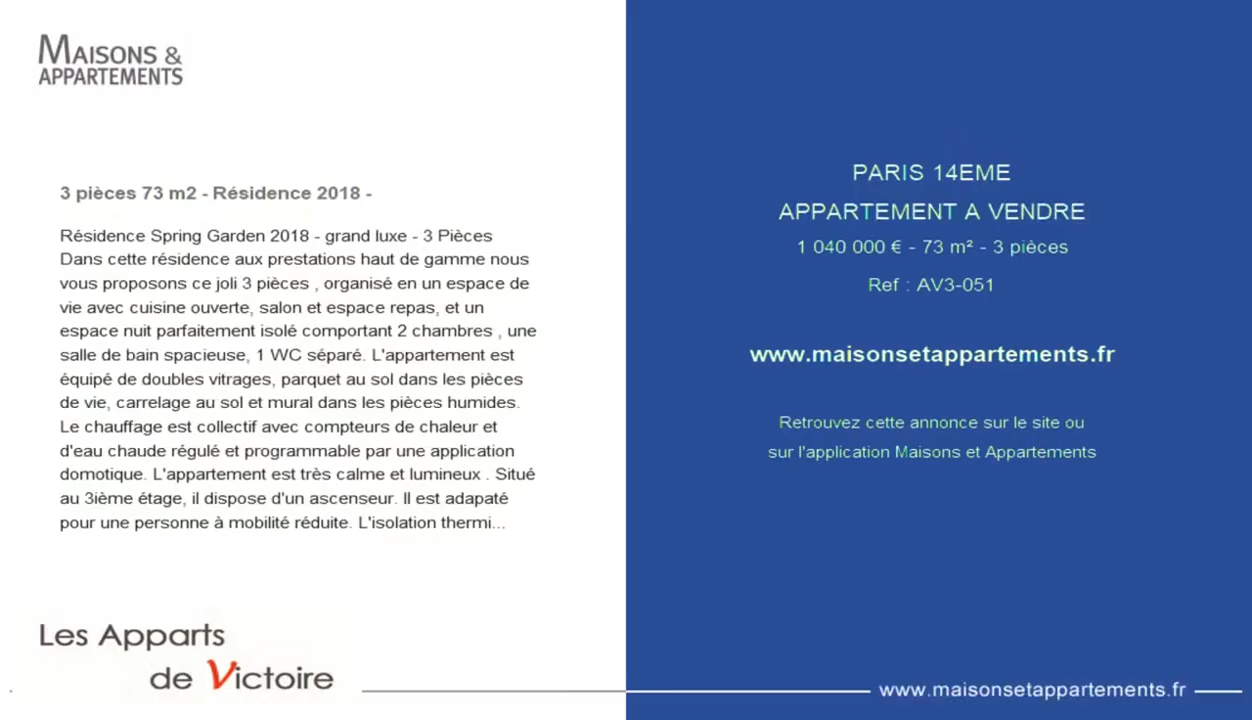 MAISONS &
APPARTEMENTS
3 pièces 73 m2 - Résidence 2018 -
Résidence Spring Garden 2018 - grand luxe - 3 Pièces
Dans cette résidence aux prestations haut de gamme nous
vous proposons ce joli 3 pièces , organisé en un espace de
vie avec cuisine ouverte, salon et espace repas, et un
espace nuit parfaitement isolé comportant 2 chambres , une
salle de bain spacieuse, 1 WC séparé. L'appartement est
équipé de doubles vitrages, parquet au sol dans les pièces
de vie, carrelage au sol et mural dans les pièces humides.
Le chauffage est collectif avec compteurs de chaleur et
d'eau chaude régulé et programmable par une application
domotique. L'appartement est très calme et lumineux . Situé
au 3ième étage, il dispose d'un ascenseur. Il est adapaté
pour une personne à mobilité réduite. L'isolation thermi...
Les Apparts
de Victoire
PARIS 14EME
APPARTEMENT A VENDRE
1 040 000 € - 73 m² - 3 pièces
Ref : AV3-051
www.maisonsetappartements.fr
Retrouvez cette annonce sur le site ou
sur l'application Maisons et Appartements
www.maisonsetappartements.fr